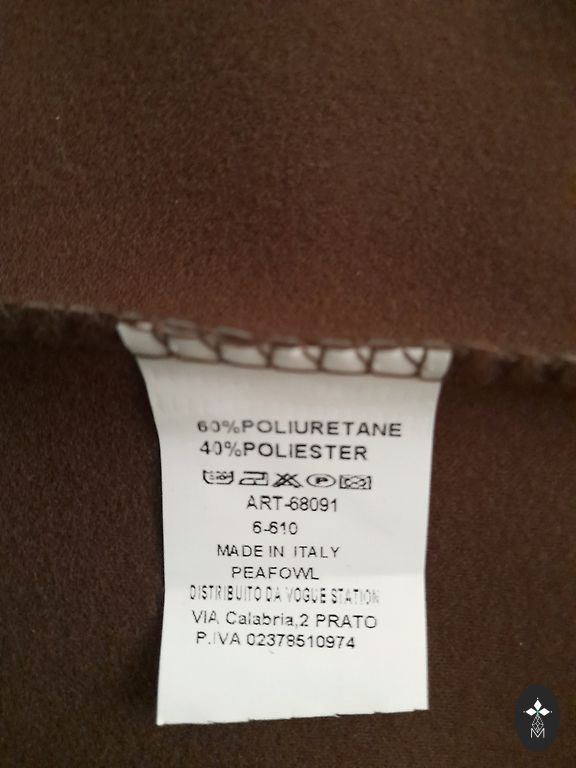 60%POLIURETANE
40%POLIESTER
ART-68091
6-610
MADE IN ITALY
PEAFOWL
DISTRIBUITO DA VOGUE STATION
VIA Calabria,2 PRATO
P.IVA 02378510974
M